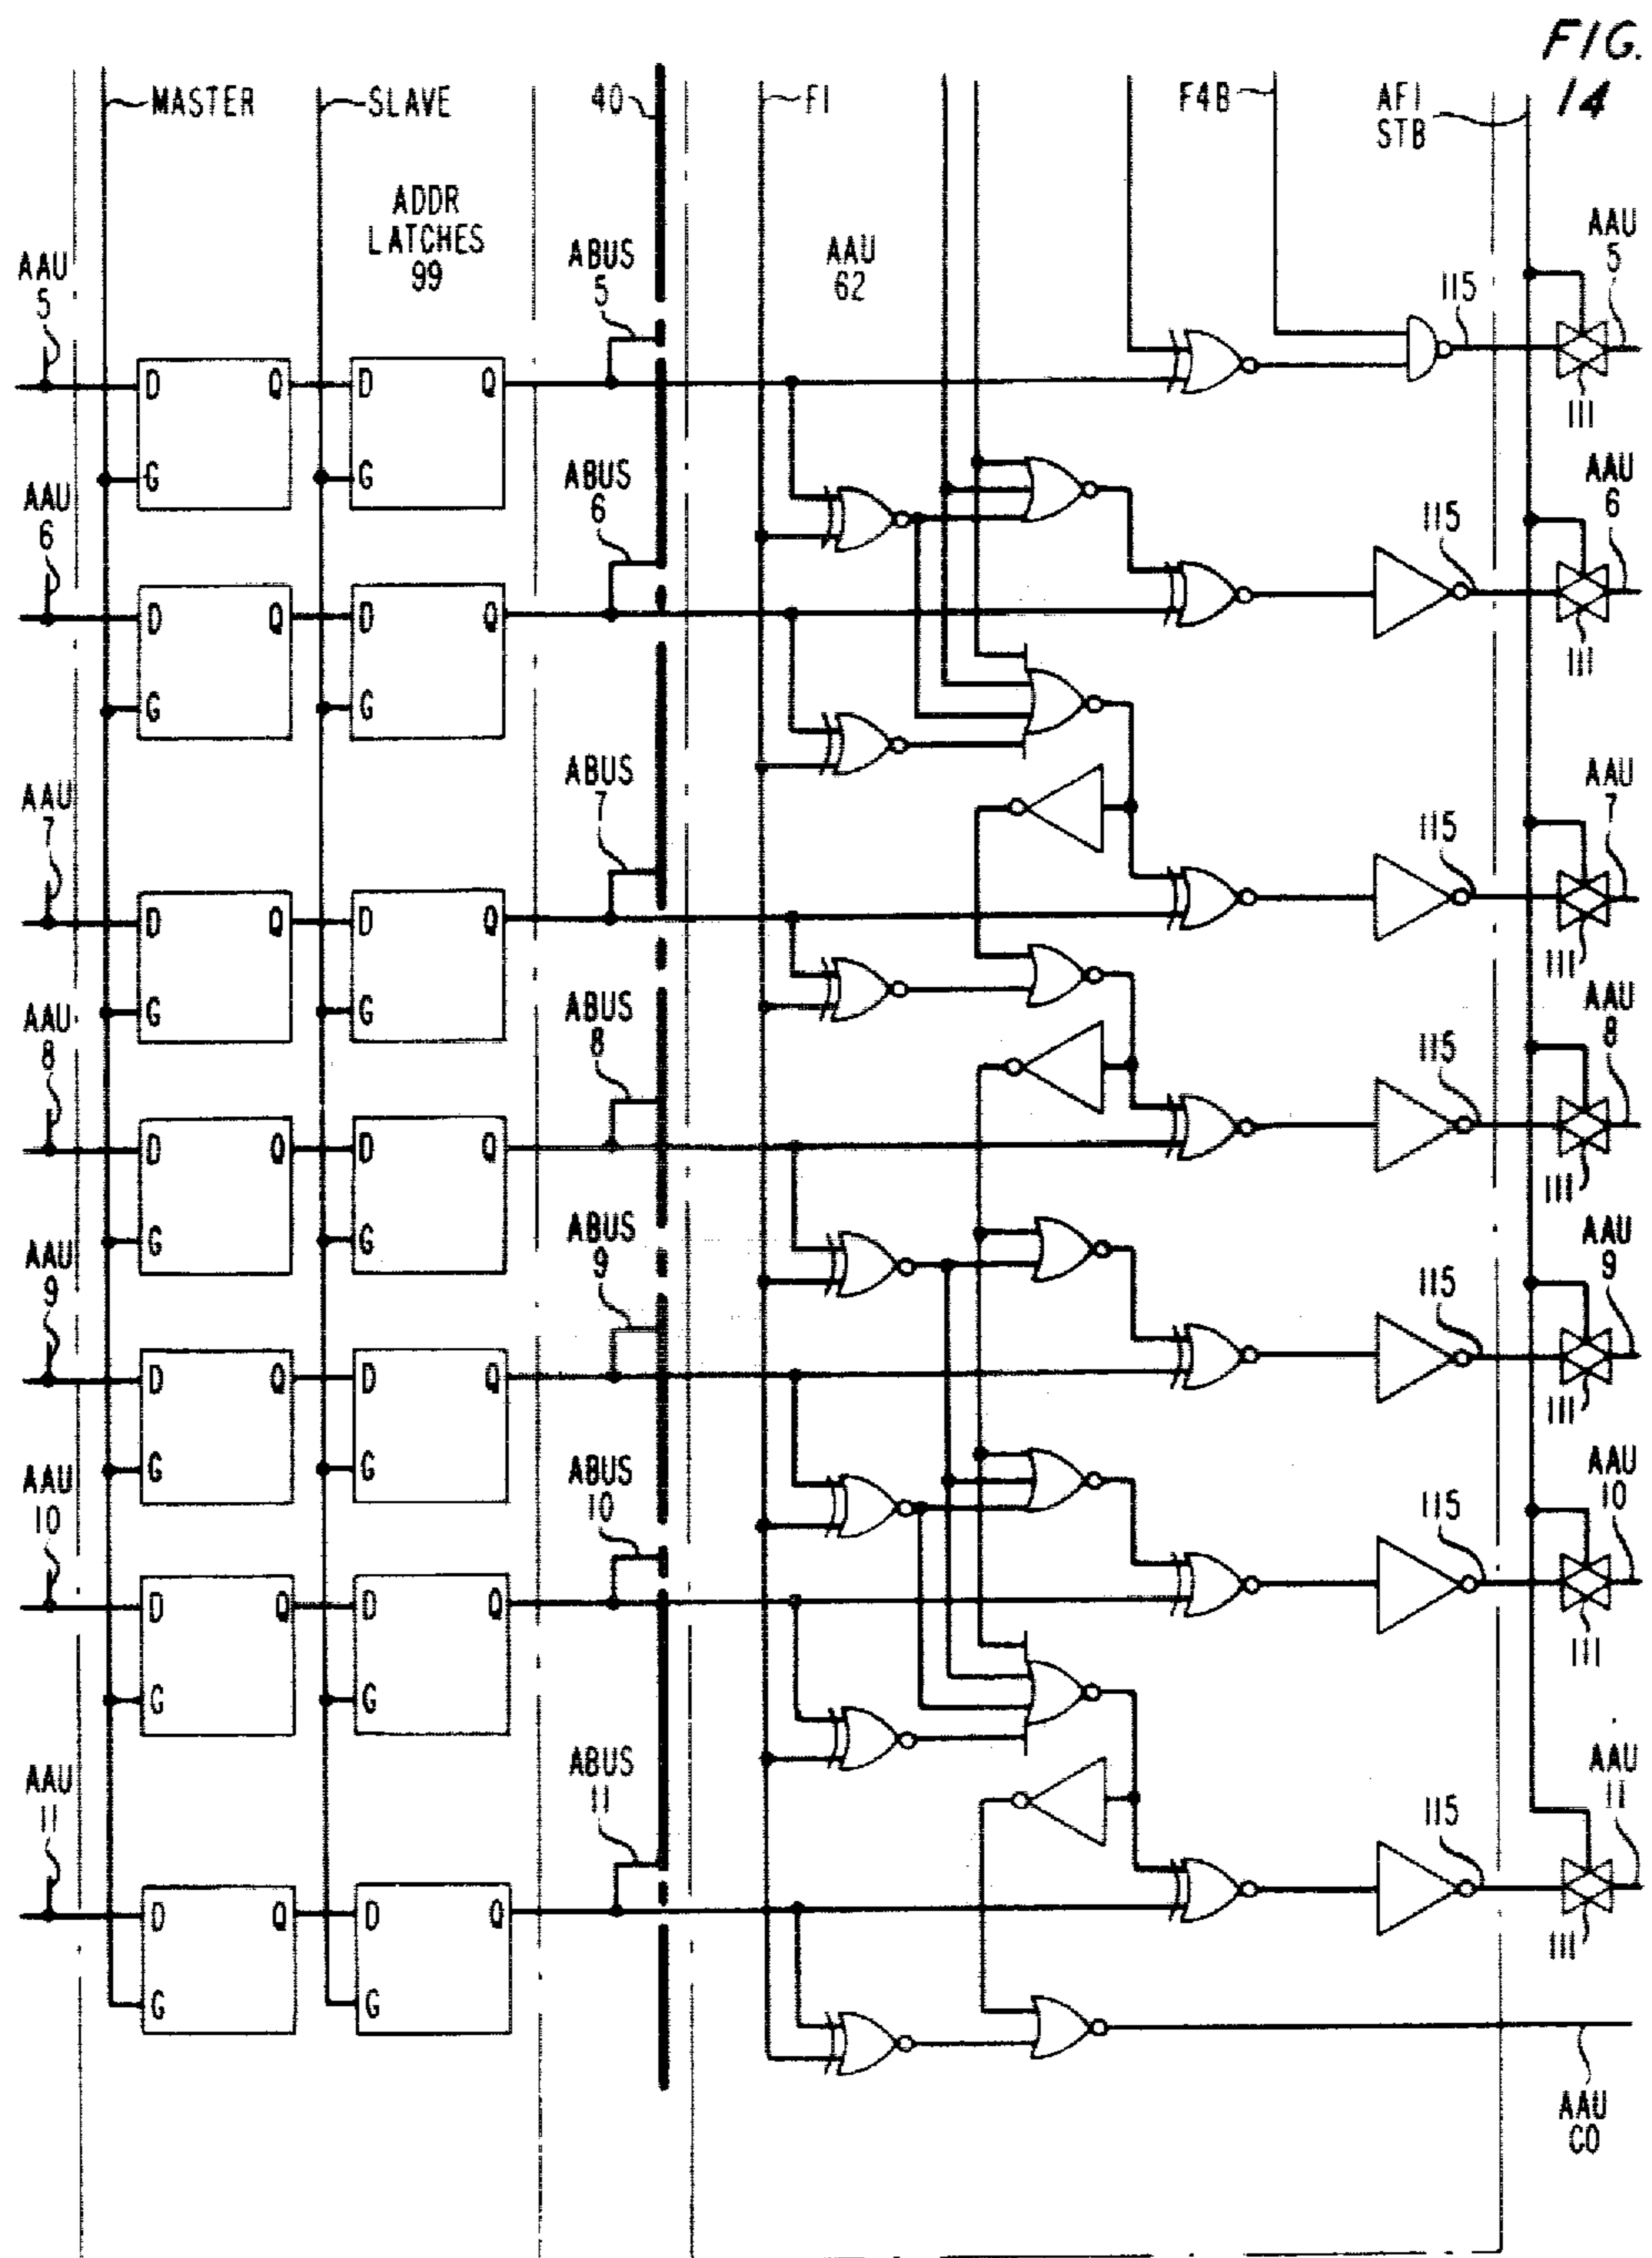 FIG.
14
MASTER
SLAVE
40
F1
F4B
AF1
STB
ADDR
LATCHES
99
AAU
62
AAU
5
ABUS
5
115
AAU
5
D Q D Q
111
G G
AAU
6
ABUS
6
115
AAU
6
D Q D Q
111
G G
AAU
7
ABUS
7
115
AAU
7
D Q D Q
111
G G
AAU
8
ABUS
8
115
AAU
8
D Q D Q
111
G G
AAU
9
ABUS
9
115
AAU
9
D Q D Q
111
G G
AAU
10
ABUS
10
115
AAU
10
D Q D Q
111
G G
AAU
11
ABUS
11
115
AAU
11
D Q D Q
111
G G
AAU
CO